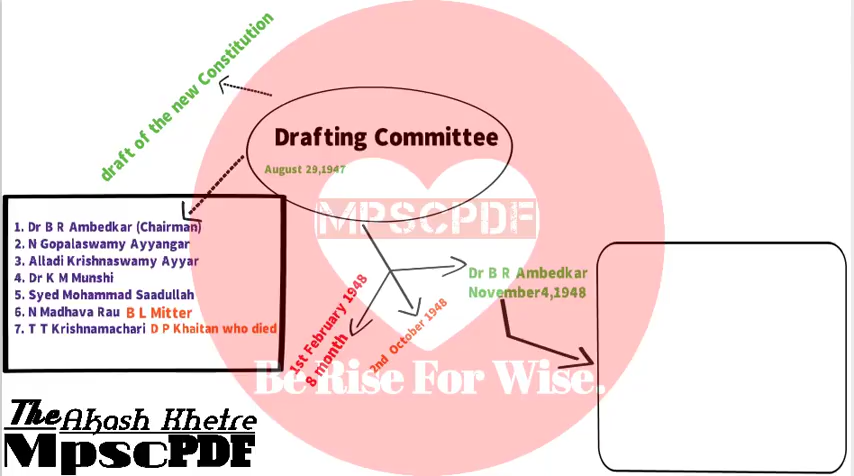 draft of the new Constitution
Drafting Committee
August 29,1947
MPSCPDF
1. Dr B R Ambedkar (Chairman)
2. N Gopalaswamy Ayyangar
3. Alladi Krishnaswamy Ayyar
4. Dr K M Munshi
5. Syed Mohammad Saadullah
6. N Madhava Rau B L Mitter
7. T T Krishnamachari D P Khaitan who died
1st February 1948
8 month
2nd October 1948
Dr B R Ambedkar
November4,1948
Be Rise For Wise.
The Akash Khetre
MpscPDF